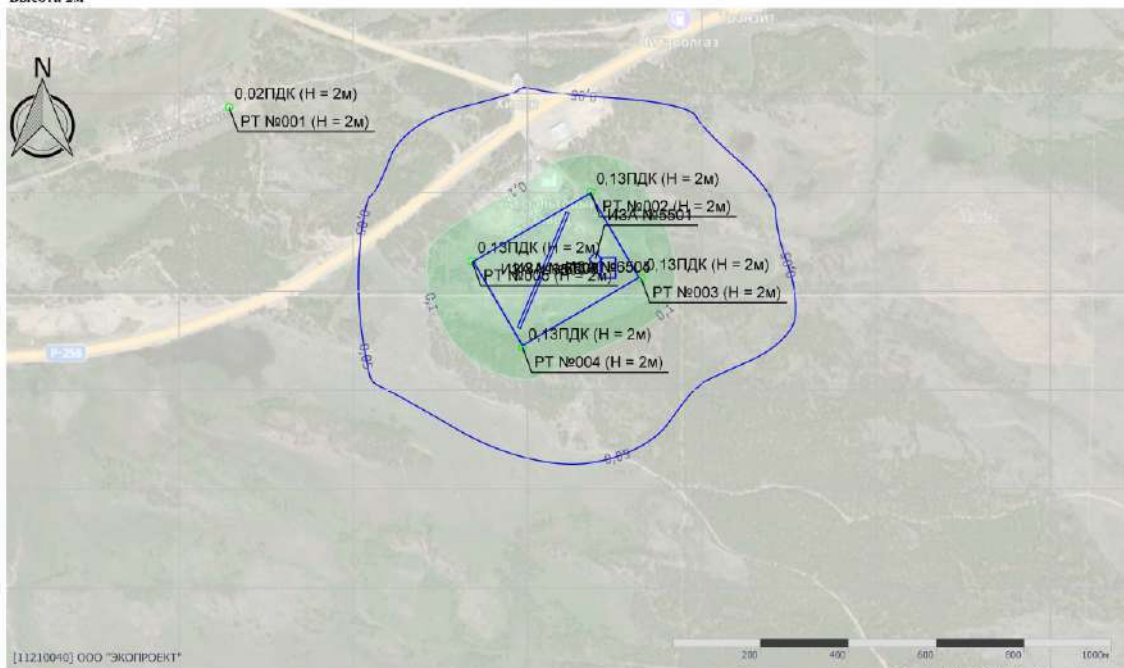 Высота 2м
N
0,02ПДК (Н = 2м)
РТ №001 (Н = 2м)
0,05
0,1
0,13ПДК (Н = 2м)
РТ №002 (Н = 2м)
ИЗА №5501
0,05
0,13ПДК (Н = 2м)
0,13ПДК (Н = 2м)
РТ №003 (Н = 2м)
0,05
0,1
0,1
0,13ПДК (Н = 2м)
РТ №004 (Н = 2м)
Р-258
0,05
0,05
[11210040] ООО "ЭКОПРОЕКТ"
200 400 600 800 1000м